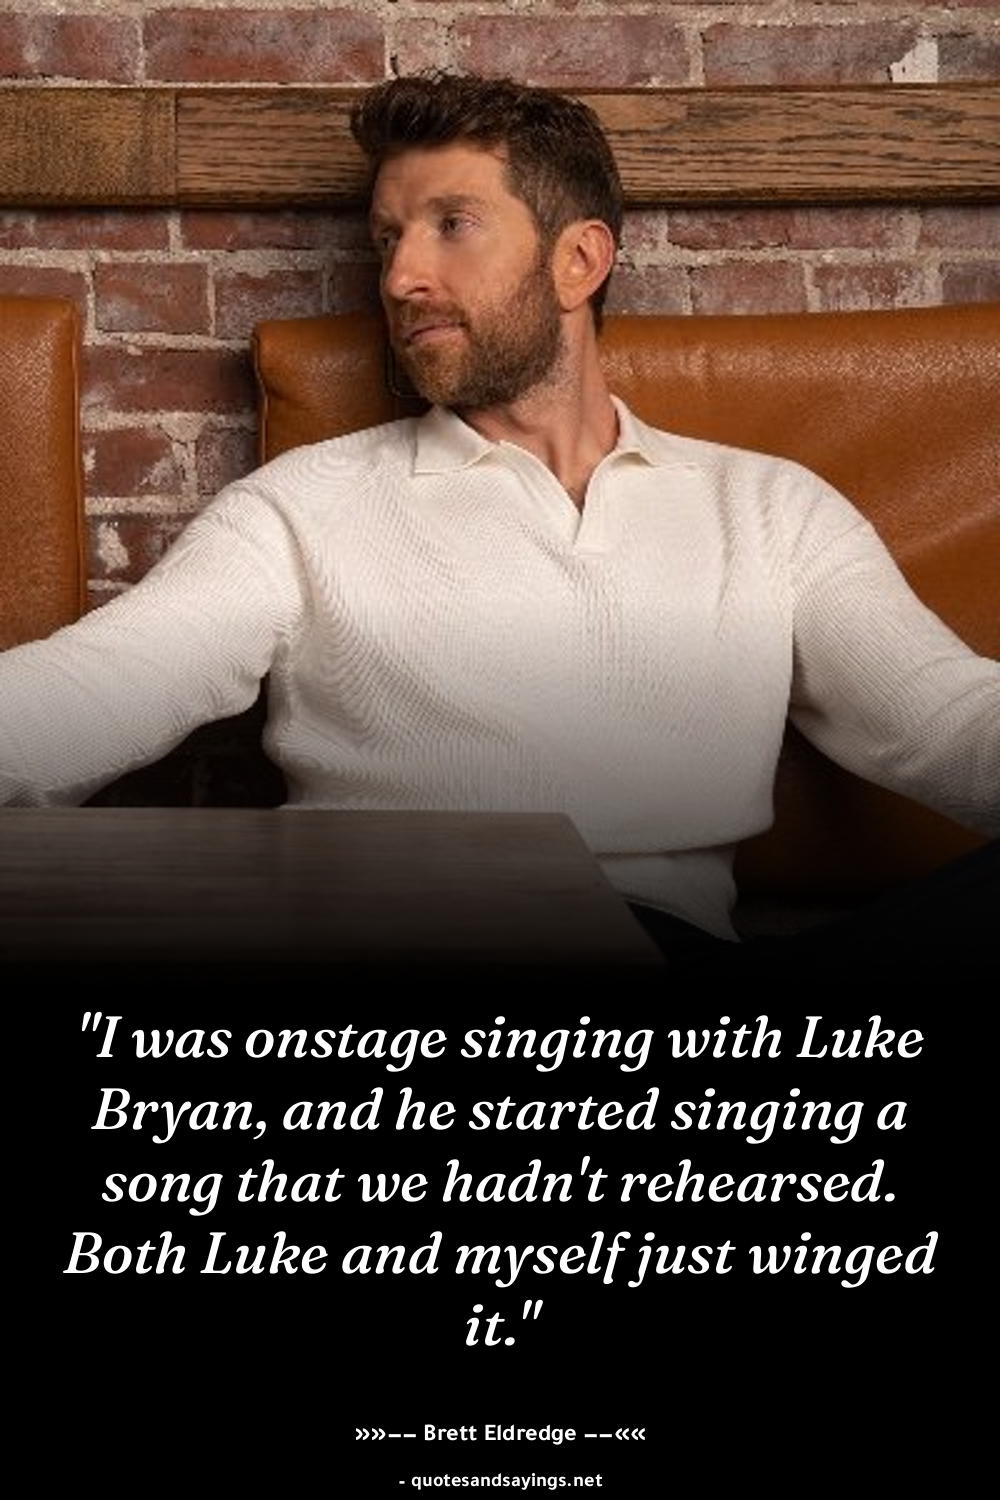 "I was onstage singing with Luke
Bryan, and he started singing a
song that we hadn't rehearsed.
Both Luke and myself just winged
it."
»»−− Brett Eldredge −−««
- quotesandsayings.net